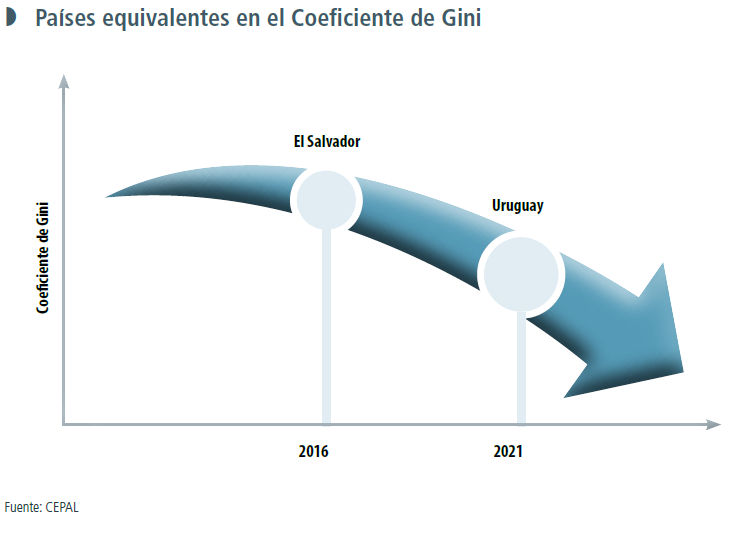 Países equivalentes en el Coeficiente de Gini
El Salvador
Uruguay
Coeficiente de Gini
2016
2021
Fuente: CEPAL